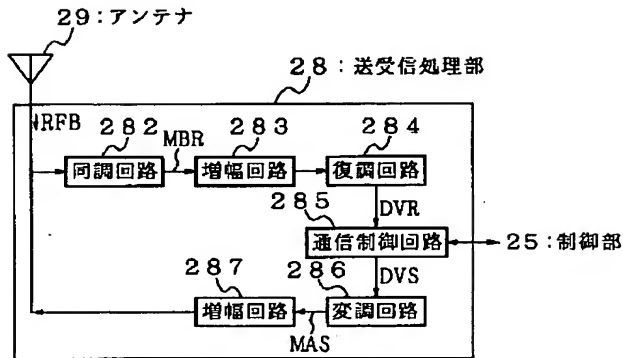 29:アンテナ
28:送受信処理部
NRFB
282
MBR
283
284
同調回路
増幅回路
復調回路
285
DVR
通信制御回路
25:制御部
287
286
DVS
増幅回路
変調回路
MAS